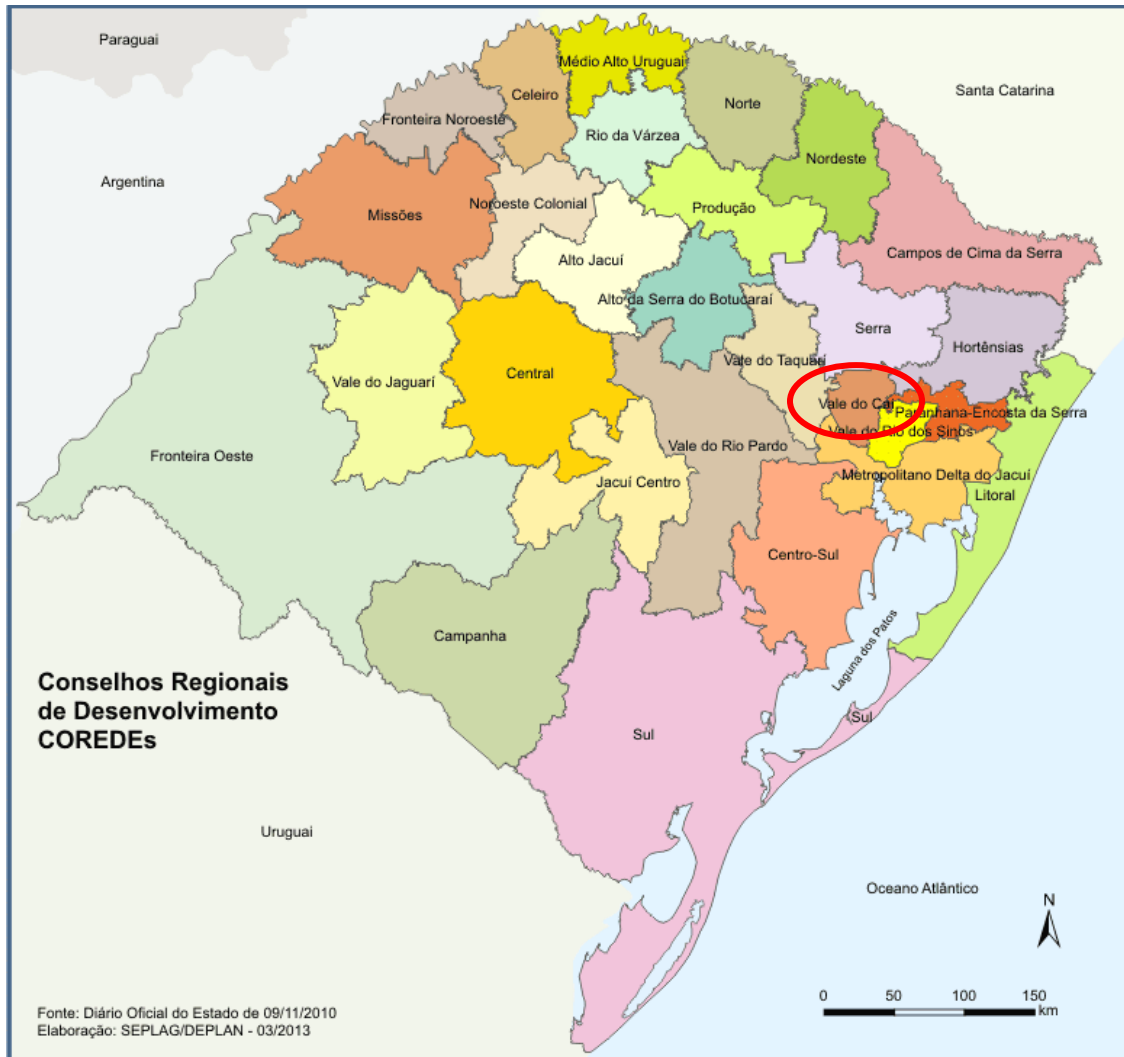 Paraguai
Médio Alto Uruguai
Santa Catarina
Celeiro
Norte
Fronteira Noroeste
Rio da Várzea
Nordeste
Argentina
Noroeste Colonial
Missões
Produção
Campos de Cima da Serra
Alto Jacuí
Alto da Serra do Botucaraí
Serra
Hortênsias
Vale do Taquari
Central
Vale do Jaguarí
Vale do Caí
Paranhana-Encosta da Serra
Vale do Rio dos Sinos
Vale do Rio Pardo
Fronteira Oeste
Metropolitano Delta do Jacuí
Jacuí Centro
Litoral
Centro-Sul
Campanha
Laguna dos Patos
Conselhos Regionais
de Desenvolvimento
COREDEs
Sul
Sul
Uruguai
Oceano Atlântico
N
Fonte: Diário Oficial do Estado de 09/11/2010
Elaboração: SEPLAG/DEPLAN - 03/2013
0 50 100 150
km